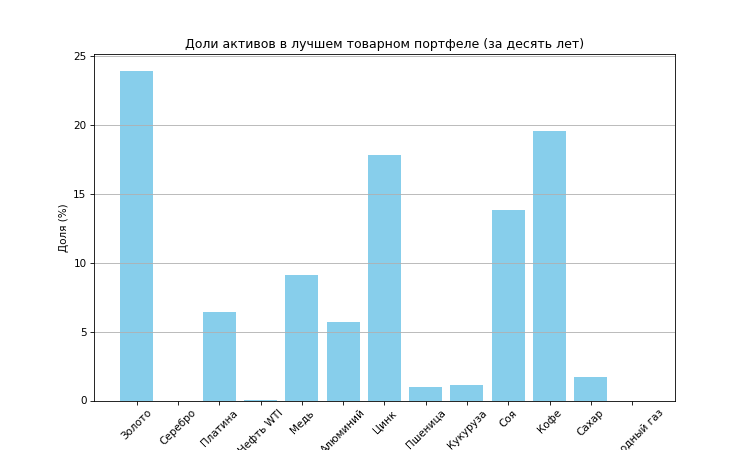 Доли активов в лучшем товарном портфеле (за десять лет)
Доля (%)
25
20
15
10
5
0
Золото
Серебро
Платина
Нефть WTI
Медь
Алюминий
Цинк
Пшеница
Кукуруза
Соя
Кофе
Сахар
одный газ